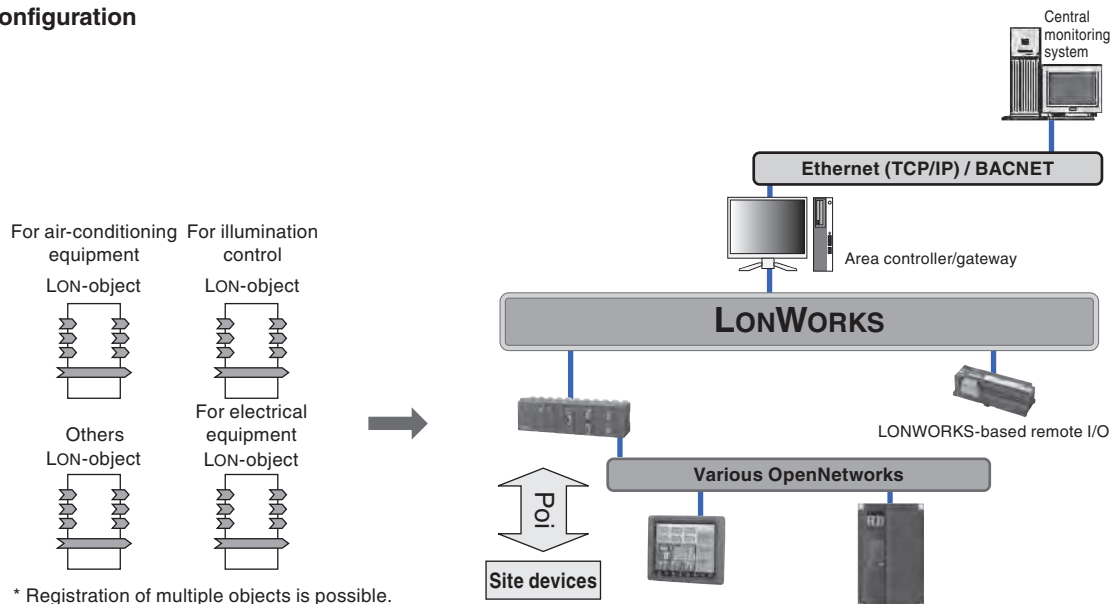 onfiguration
Central
monitoring
system
Ethernet (TCP/IP) / BACNET
Area controller/gateway
LONWORKS
LONWORKS-based remote I/O
Various OpenNetworks
Poi
Site devices
For air-conditioning
equipment
LON-object
For illumination
control
LON-object
Others
LON-object
For electrical
equipment
LON-object
* Registration of multiple objects is possible.